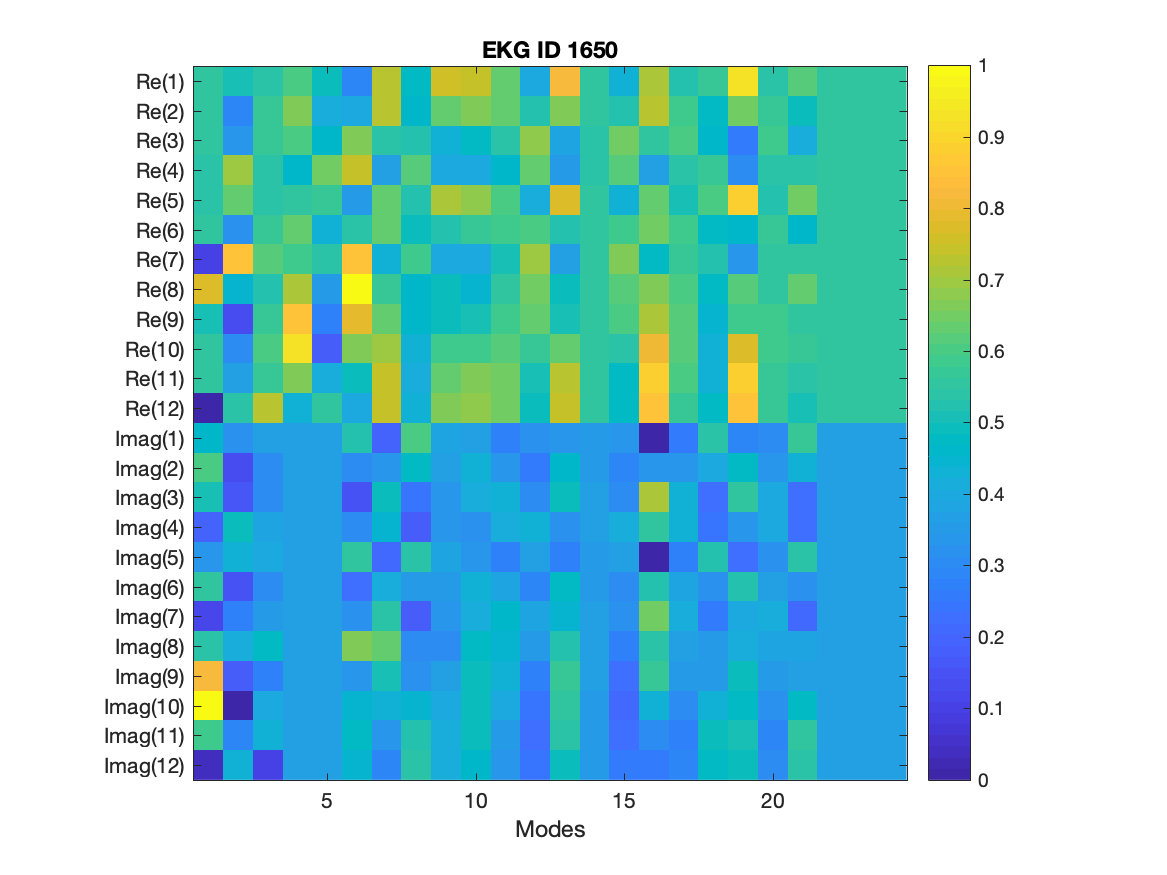 EKG ID 1650
Re(1)
Re(2)
Re(3)
Re(4)
Re(5)
Re(6)
Re(7)
Re(8)
Re(9)
Re(10)
Re(11)
Re(12)
Imag(1)
Imag(2)
Imag(3)
Imag(4)
Imag(5)
Imag(6)
Imag(7)
Imag(8)
Imag(9)
Imag(10)
Imag(11)
Imag(12)
5 10 15 20
Modes
1
0.9
0.8
0.7
0.6
0.5
0.4
0.3
0.2
0.1
0